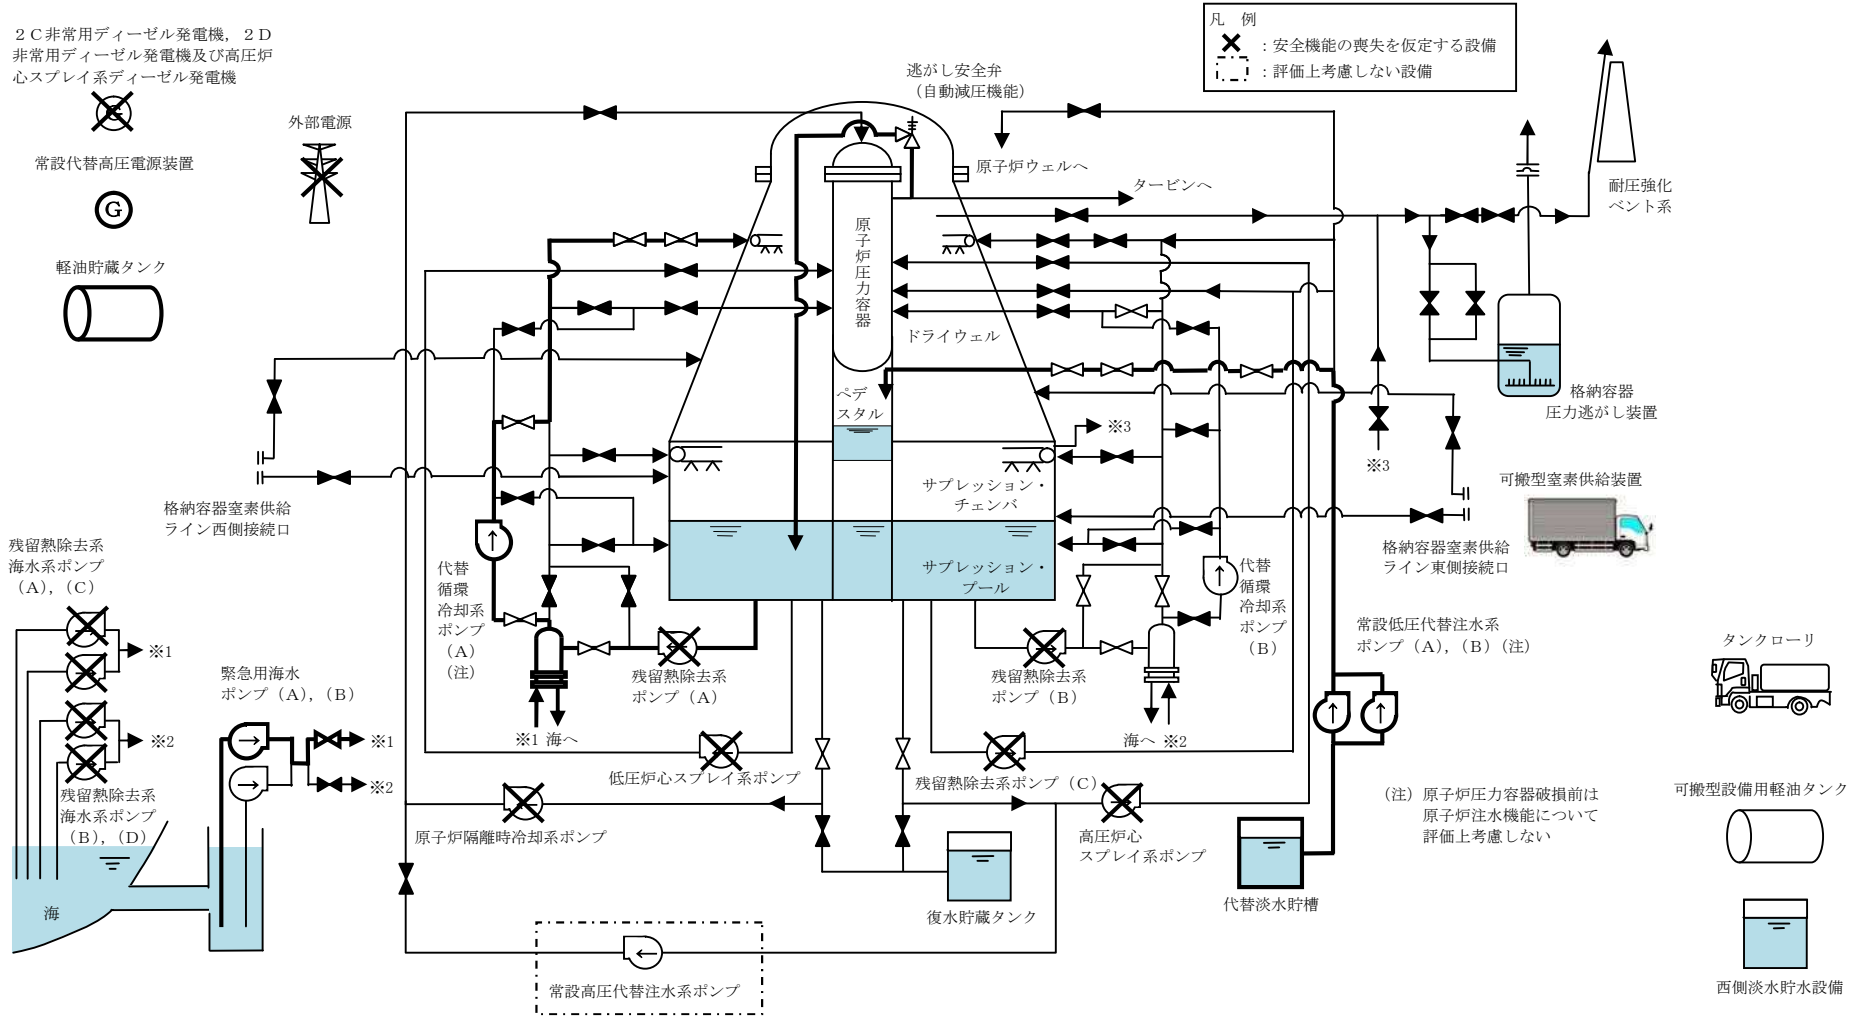 ２Ｃ非常用ディーゼル発電機，２Ｄ
非常用ディーゼル発電機及び高圧炉
心スプレイ系ディーゼル発電機
G
常設代替高圧電源装置
G
軽油貯蔵タンク
外部電源
逃がし安全弁
（自動減圧機能）
凡　例
：安全機能の喪失を仮定する設備
：評価上考慮しない設備
原子炉ウェルへ
タービンへ
耐圧強化
ベント系
原子炉圧力容器
ドライウェル
ペデ
スタル
格納容器
圧力逃がし装置
※3
※3
サプレッション・
チェンバ
サプレッション・
プール
可搬型窒素供給装置
格納容器窒素供給
ライン西側接続口
格納容器窒素供給
ライン東側接続口
残留熱除去系
海水系ポンプ
（A），（C）
※1
※2
残留熱除去系
海水系ポンプ
（B），（D）
海
緊急用海水
ポンプ（A），（B）
※1
※2
代替
循環
冷却系
ポンプ
（A）
（注）
残留熱除去系
ポンプ（A）
※1 海へ
残留熱除去系
ポンプ（B）
代替
循環
冷却系
ポンプ
（B）
海へ ※2
常設低圧代替注水系
ポンプ（A），（B）（注）
タンクローリ
低圧炉心スプレイ系ポンプ
残留熱除去系ポンプ（C）
原子炉隔離時冷却系ポンプ
高圧炉心
スプレイ系ポンプ
（注）原子炉圧力容器破損前は
原子炉注水機能について
評価上考慮しない
可搬型設備用軽油タンク
復水貯蔵タンク
代替淡水貯槽
常設高圧代替注水系ポンプ
西側淡水貯水設備